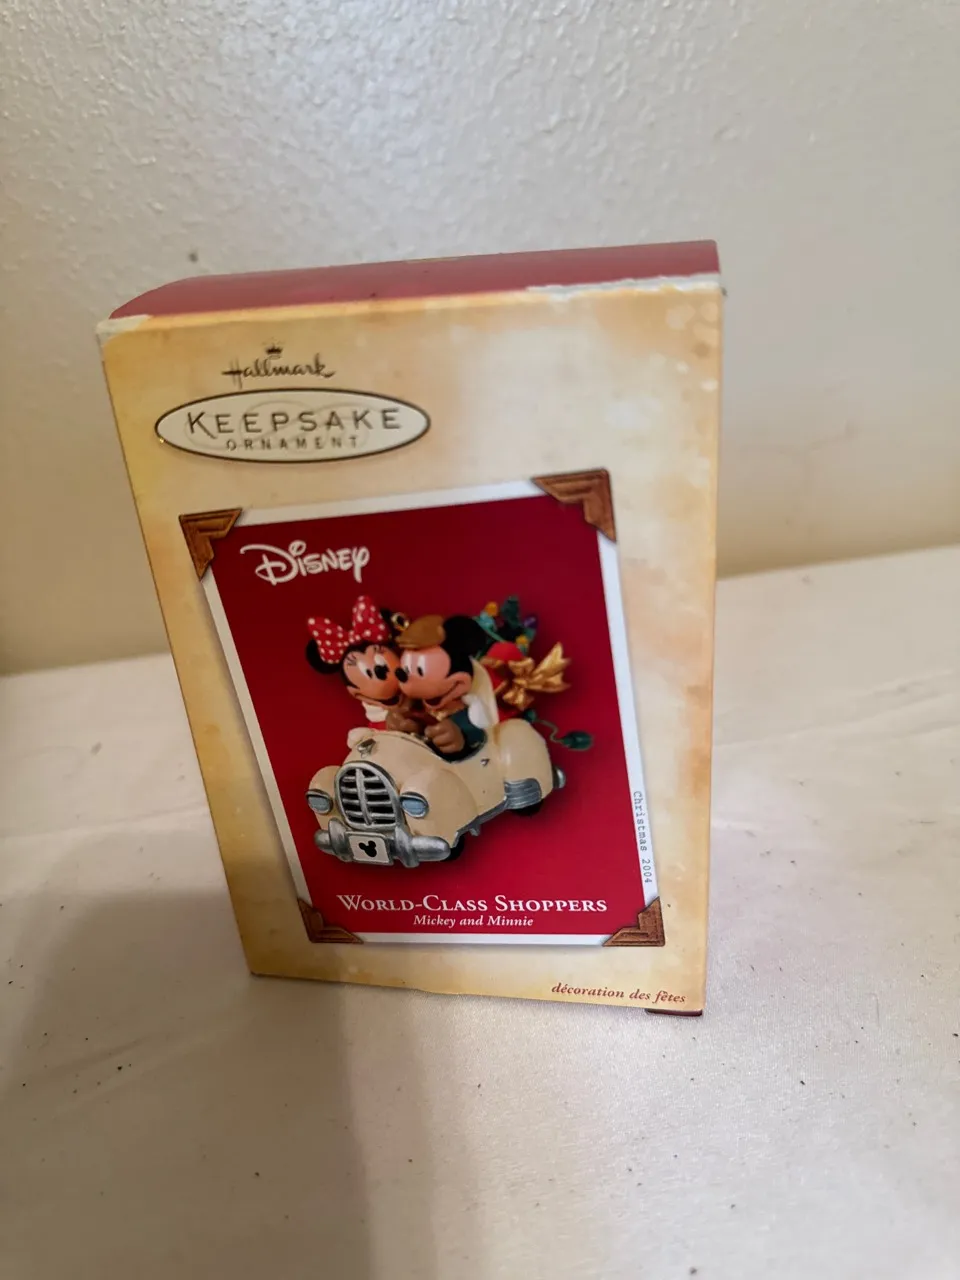 Hallmark
KEEPSAKE
ORNAMENT
Disney
Christmas 2004
World-Class Shoppers
Mickey and Minnie
décoration des fêtes